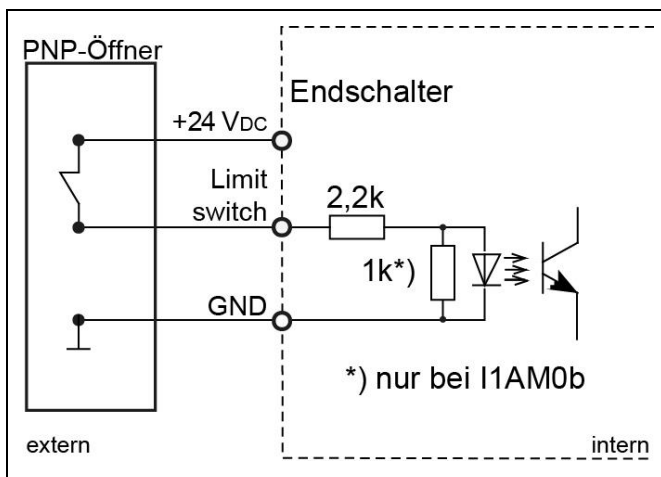 PNP-Öffner
Endschalter
+24 VDC
Limit
switch
2,2k
1k*)
GND
*) nur bei I1AM0b
extern
intern